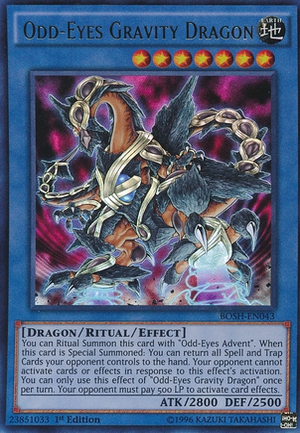 ODD-EYES GRAVITY DRAGON
EARTH
地
BOSH-EN043
[DRAGON/RITUAL/EFFECT]
You can Ritual Summon this card with "Odd-Eyes Advent". When
this card is Special Summoned: You can return all Spell and Trap
Cards your opponent controls to the hand. Your opponent cannot
activate cards or effects in response to this effect's activation.
You can only use this effect of "Odd-Eyes Gravity Dragon" once
per turn. Your opponent must pay 500 LP to activate card effects.
ATK/2800 DEF/2500
23851033 1st Edition ©1996 KAZUKI TAKAHASHI